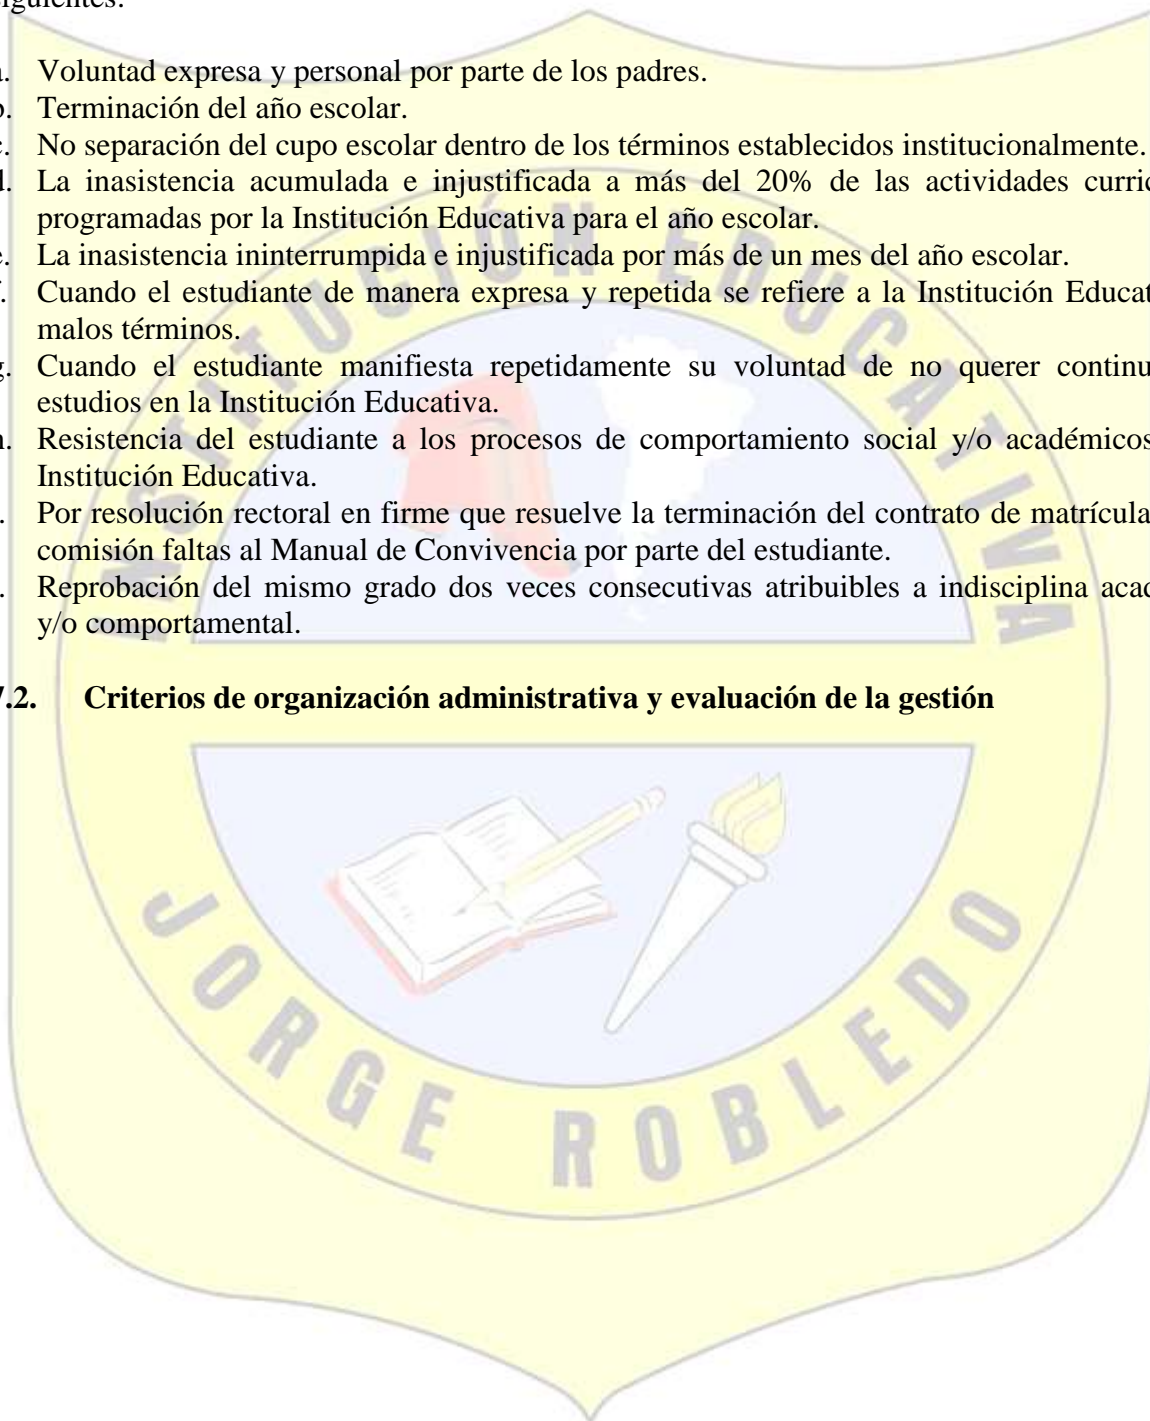 siguientes:
a. Voluntad expresa y personal por parte de los padres.
b. Terminación del año escolar.
c. No separación del cupo escolar dentro de los términos establecidos institucionalmente.
d. La inasistencia acumulada e injustificada a más del 20% de las actividades curric
programadas por la Institución Educativa para el año escolar.
e. La inasistencia ininterrumpida e injustificada por más de un mes del año escolar.
f. Cuando el estudiante de manera expresa y repetida se refiere a la Institución Educat
malos términos.
g. Cuando el estudiante manifiesta repetidamente su voluntad de no querer continu
estudios en la Institución Educativa.
h. Resistencia del estudiante a los procesos de comportamiento social y/o académicos
Institución Educativa.
. Por resolución rectoral en firme que resuelve la terminación del contrato de matrícula
comisión faltas al Manual de Convivencia por parte del estudiante.
. Reprobación del mismo grado dos veces consecutivas atribuibles a indisciplina acad
y/o comportamental.
7.2. Criterios de organización administrativa y evaluación de la gestión
INSTITUCIÓN EDUCATIVA
JORGE ROBLEDO